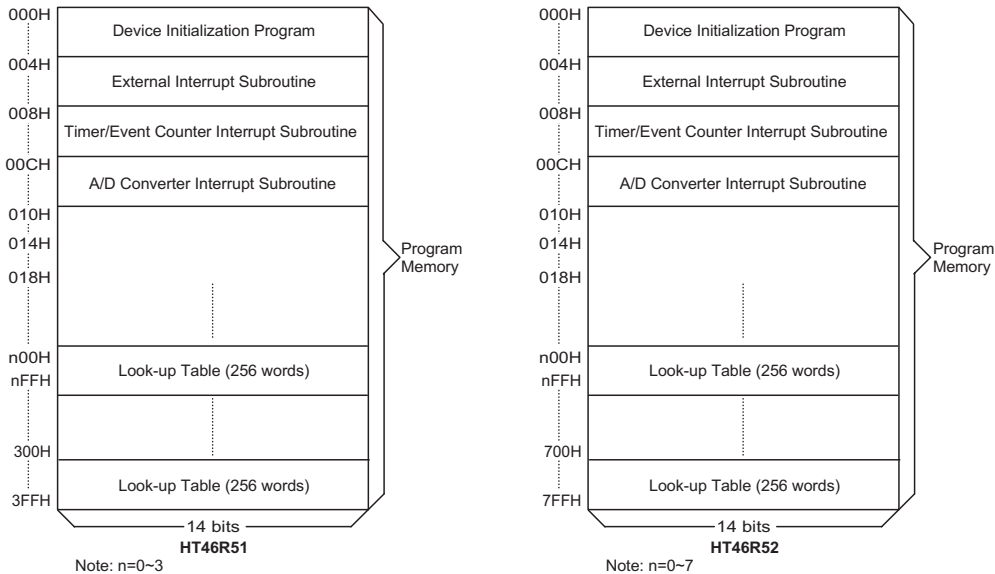 000H
Device Initialization Program
004H
External Interrupt Subroutine
008H
Timer/Event Counter Interrupt Subroutine
00CH
A/D Converter Interrupt Subroutine
010H
014H
018H
Program
Memory
n00H
Look-up Table (256 words)
nFFH
300H
Look-up Table (256 words)
3FFH
14 bits
HT46R51
Note: n=0~3
000H
Device Initialization Program
004H
External Interrupt Subroutine
008H
Timer/Event Counter Interrupt Subroutine
00CH
A/D Converter Interrupt Subroutine
010H
014H
018H
Program
Memory
n00H
Look-up Table (256 words)
nFFH
700H
Look-up Table (256 words)
7FFH
14 bits
HT46R52
Note: n=0~7